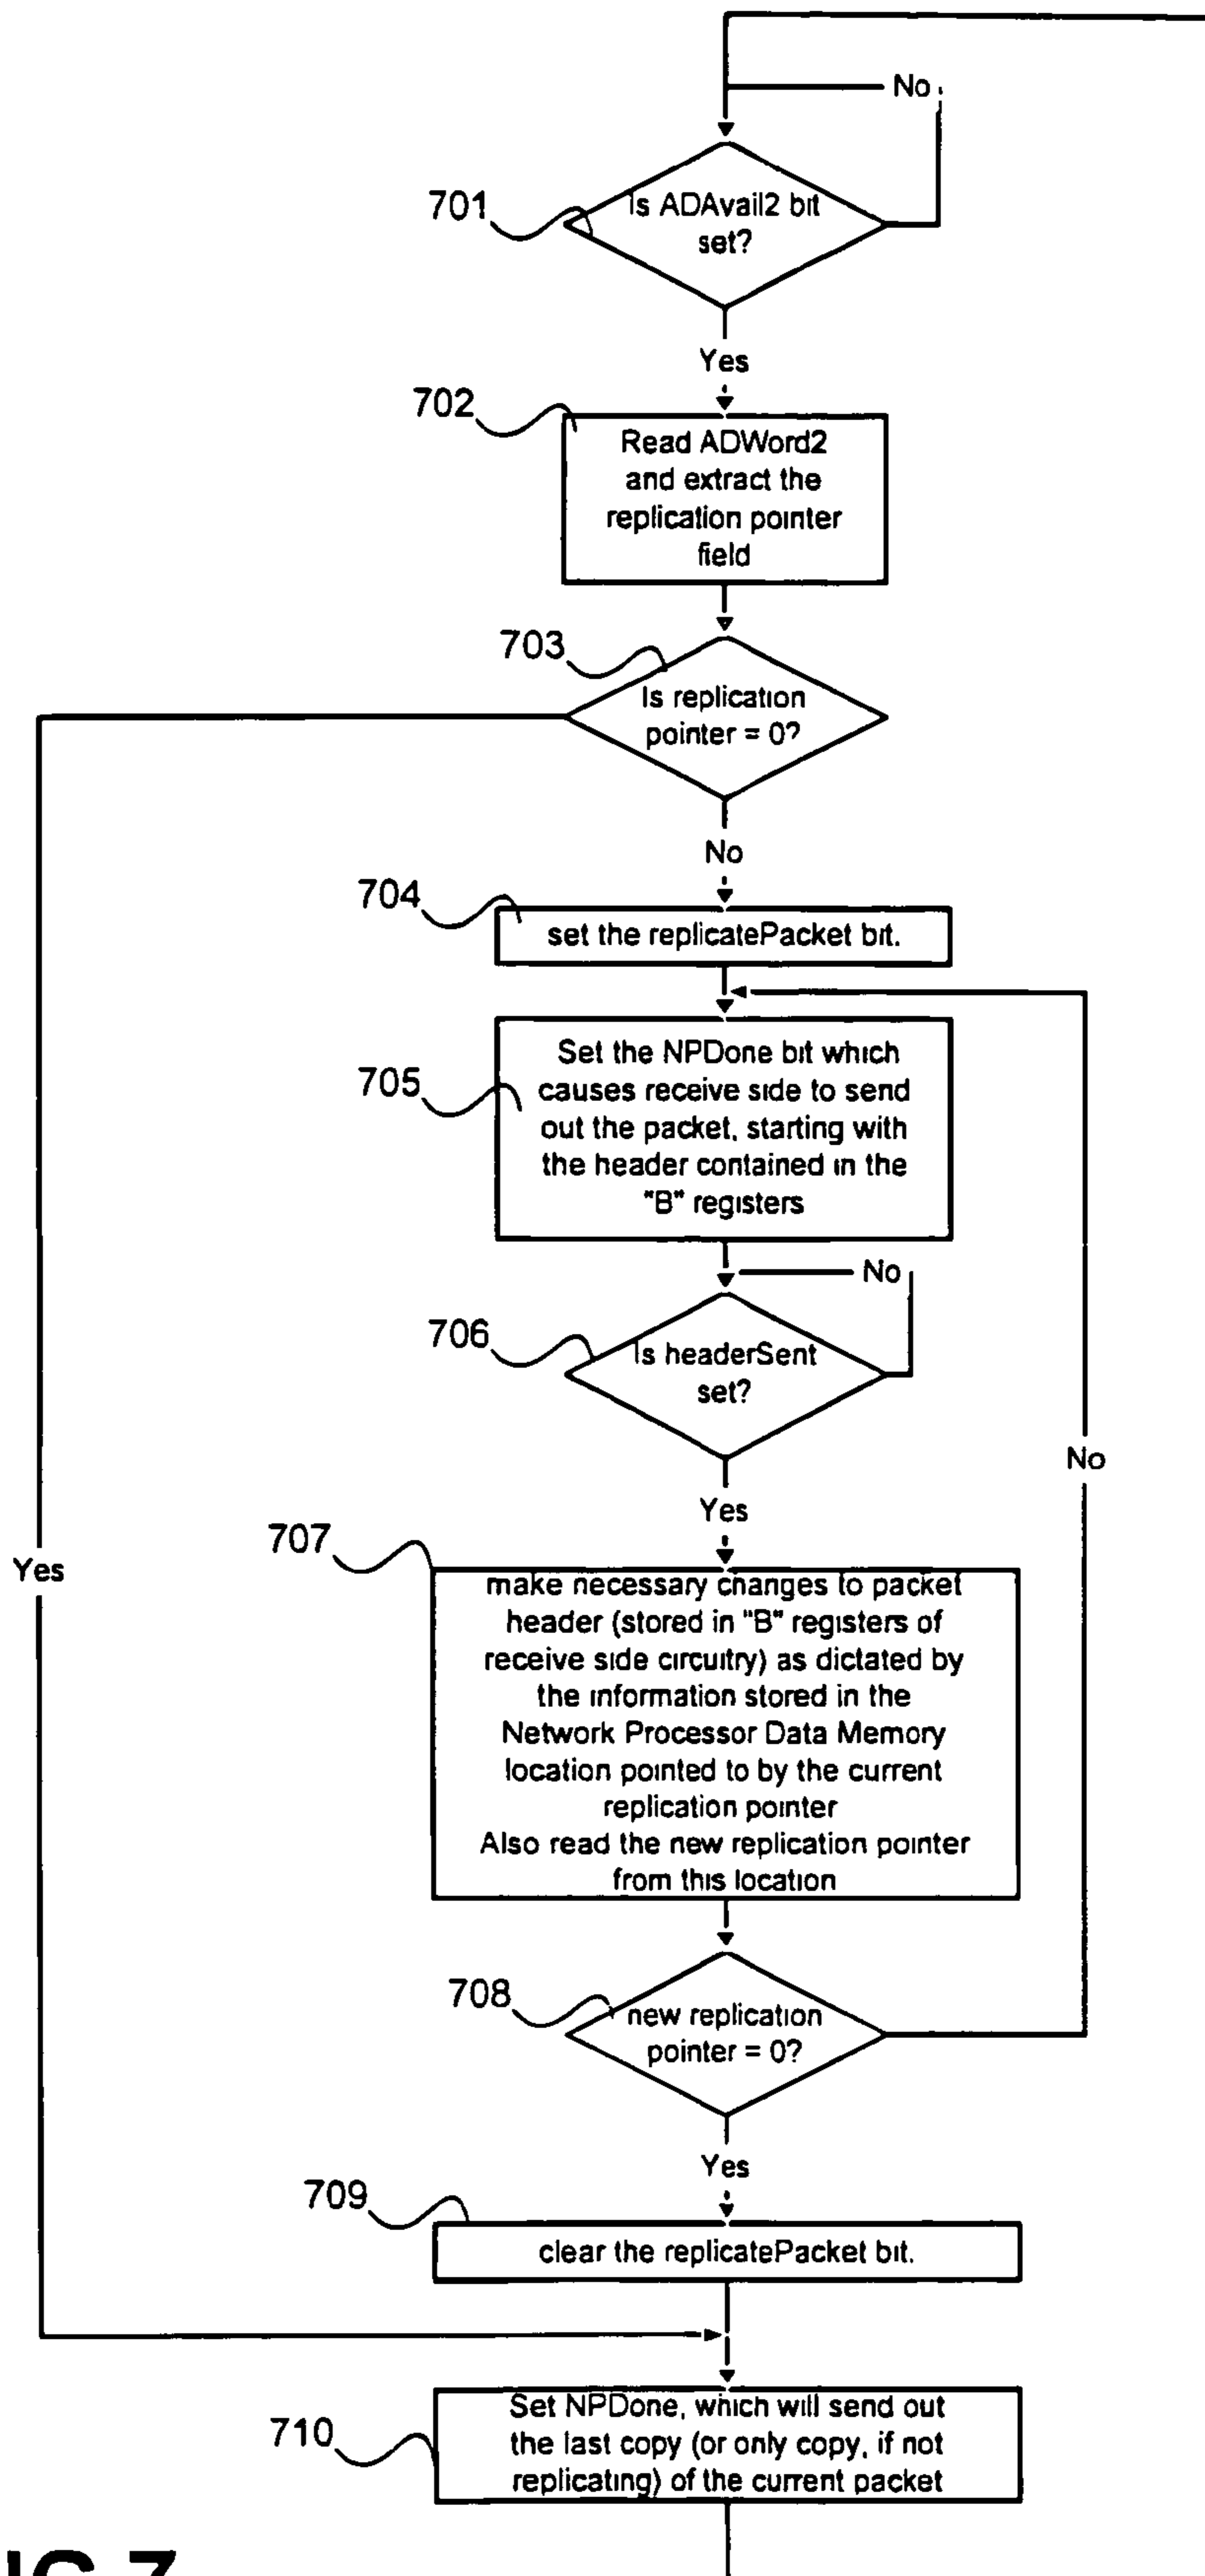 No
701
Is ADAvail2 bit
set?
Yes
702
Read ADWord2
and extract the
replication pointer
field
703
Is replication
pointer = 0?
No
704
set the replicatePacket bit.
705
Set the NPDone bit which
causes receive side to send
out the packet, starting with
the header contained in the
"B" registers
No
706
Is headerSent
set?
No
Yes
707
Yes
make necessary changes to packet
header (stored in "B" registers of
receive side circuitry) as dictated by
the information stored in the
Network Processor Data Memory
location pointed to by the current
replication pointer
Also read the new replication pointer
from this location
708
new replication
pointer = 0?
Yes
709
clear the replicatePacket bit.
710
Set NPDone, which will send out
the last copy (or only copy, if not
replicating) of the current packet